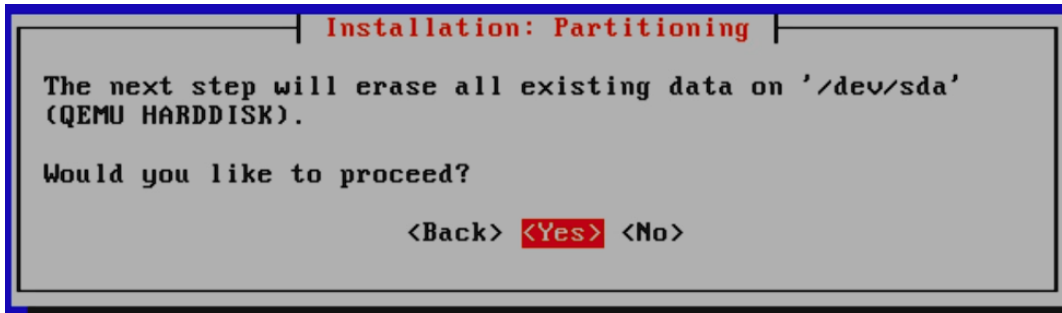 Installation: Partitioning
The next step will erase all existing data on '/dev/sda'
(QEMU HARDDISK).
Would you like to proceed?
<Back> <Yes> <No>